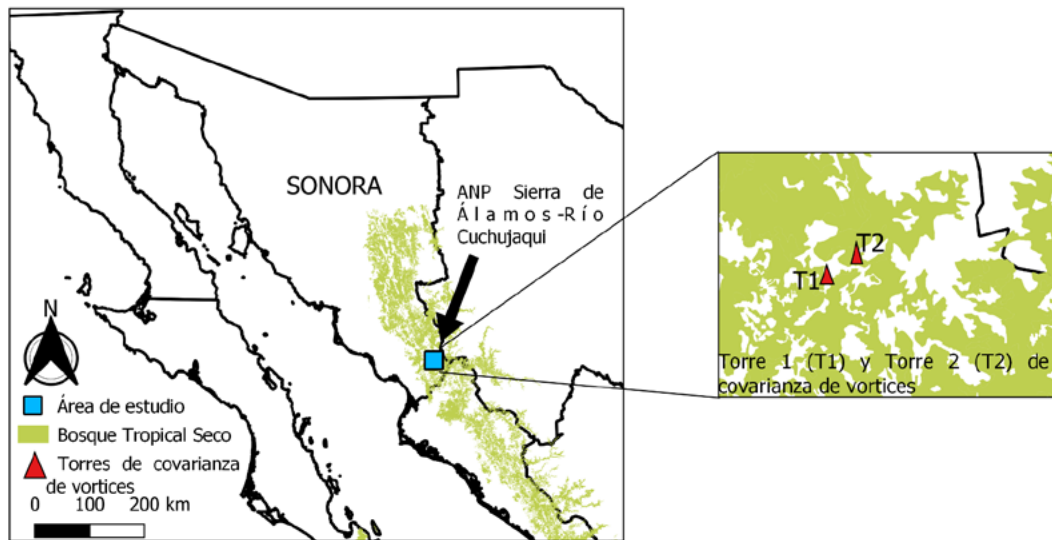 SONORA
ANP Sierra de
Álamos-Río
Cuchujaqui
N
Área de estudio
Bosque Tropical Seco
Torres de covarianza
de vortices
0 100 200 km
T2
T1
Torre 1 (T1) y Torre 2 (T2) de
covarianza de vortices